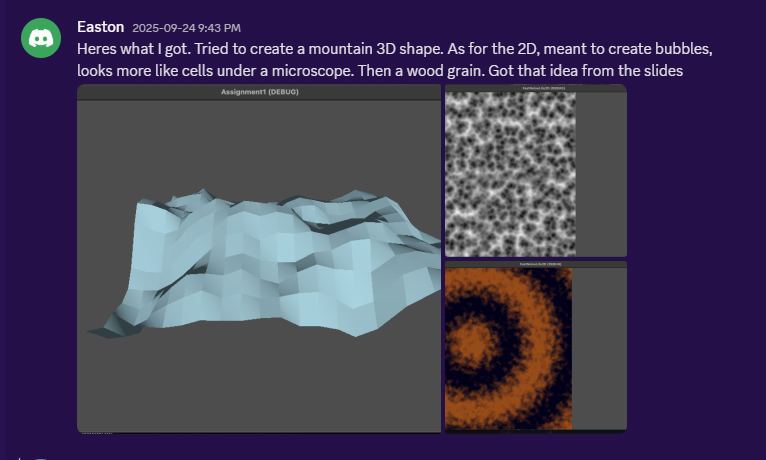 Easton 2025-09-24 9:43 PM
Heres what I got. Tried to create a mountain 3D shape. As for the 2D, meant to create bubbles,
looks more like cells under a microscope. Then a wood grain. Got that idea from the slides
Assignment1 (DEBUG)